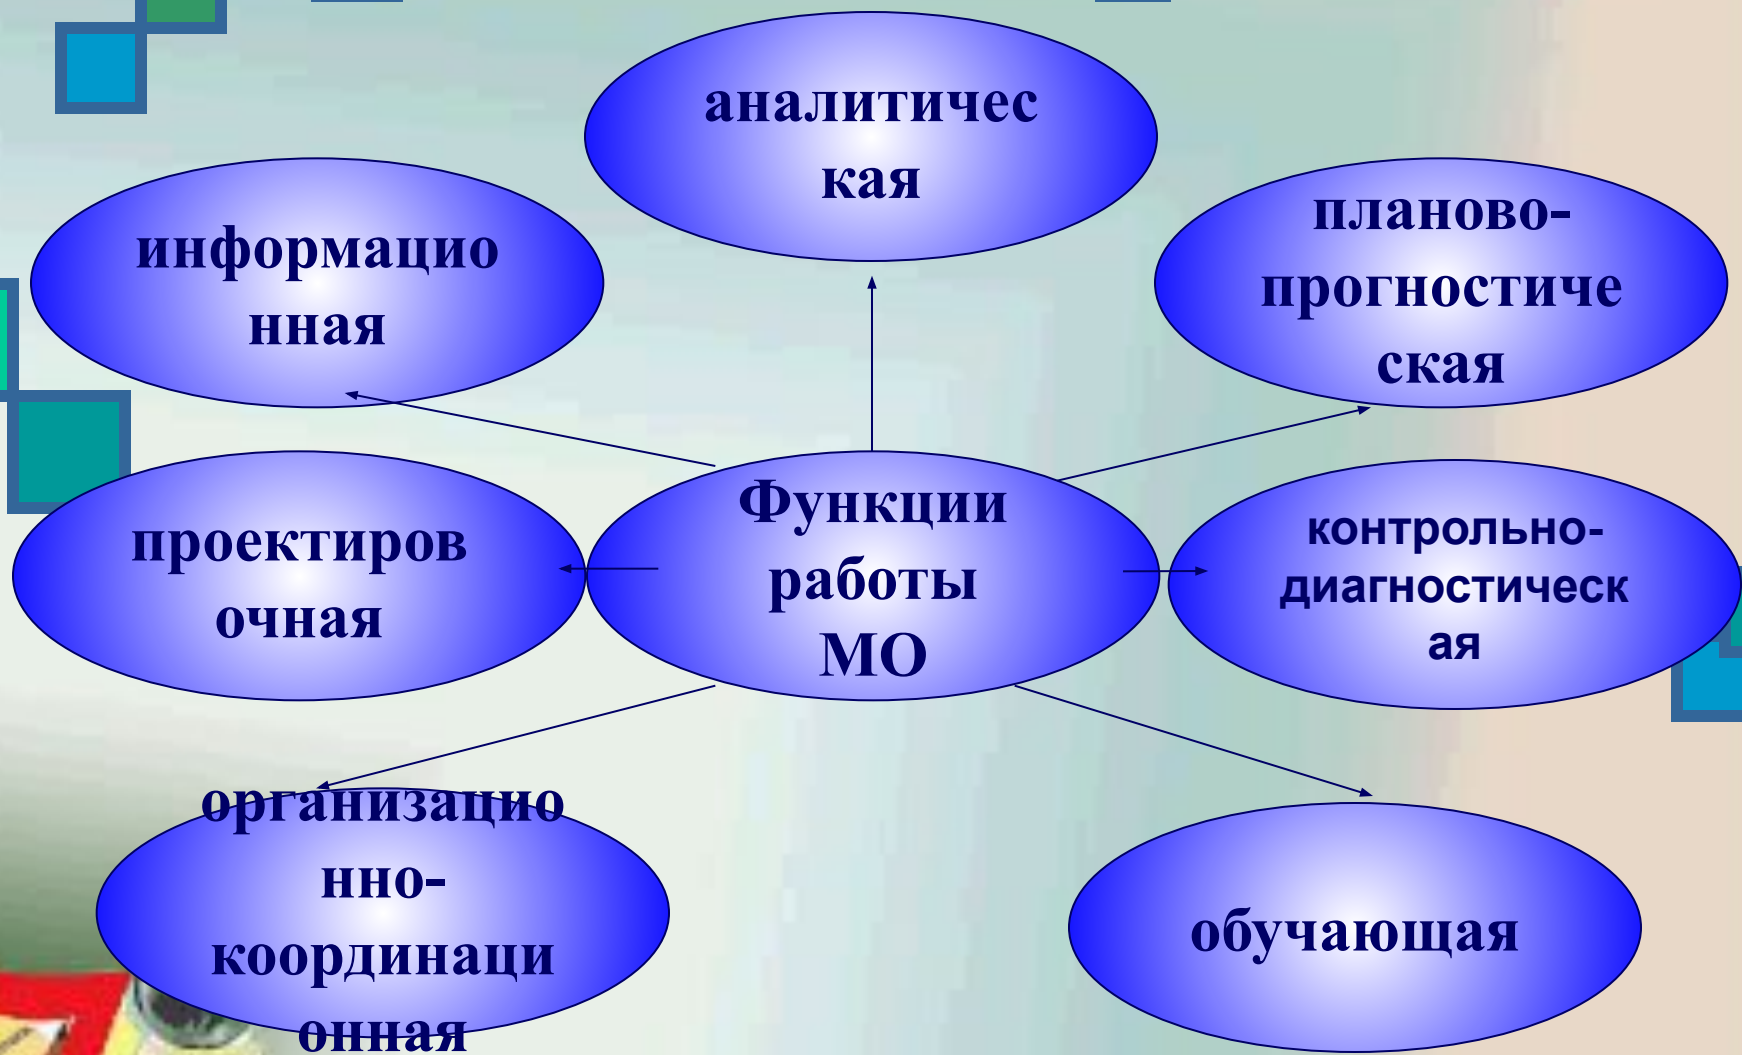 аналитичес
кая
информацио
нная
планово-
прогностиче
ская
проектиров
очная
Функции
работы
МО
контрольно-
диагностическ
ая
организацио
нно-
координаци
онная
обучающая